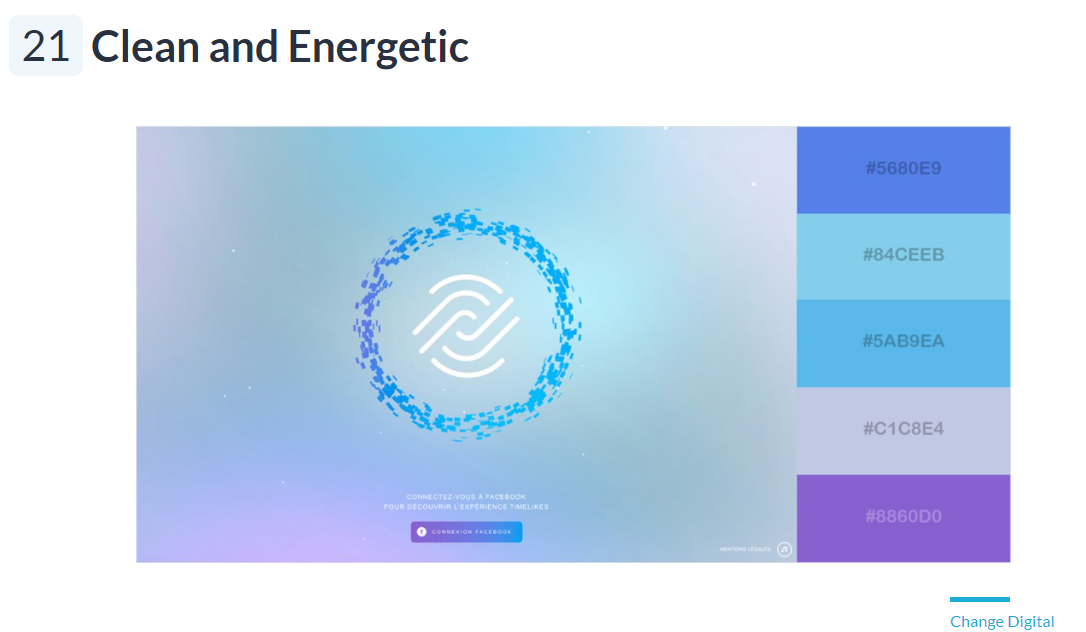 21 Clean and Energetic
#5680E9
#84CEEB
#5AB9EA
#C1C8E4
#8860D0
CONNECTEZ-VOUS À FACEBOOK
POUR DÉCOUVRIR L'EXPÉRIENCE TIMELIKES
CONNEXION FACEBOOK
MENTIONS LÉGALES
Change Digital